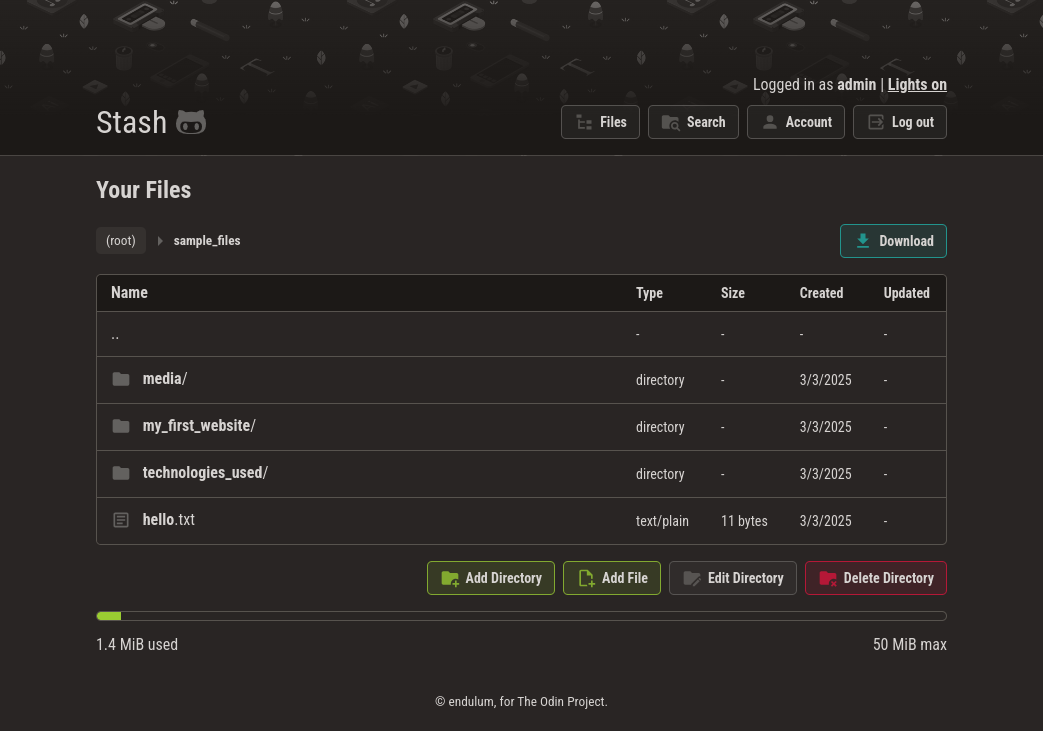 Logged in as admin | Lights on
Stash
Files Search Account Log out
Your Files
(root) sample_files Download
Name Type Size Created Updated
.. - - - -
media/ directory - 3/3/2025 -
my_first_website/ directory - 3/3/2025 -
technologies_used/ directory - 3/3/2025 -
hello.txt text/plain 11 bytes 3/3/2025 -
Add Directory Add File Edit Directory Delete Directory
1.4 MiB used 50 MiB max
© endulum, for The Odin Project.